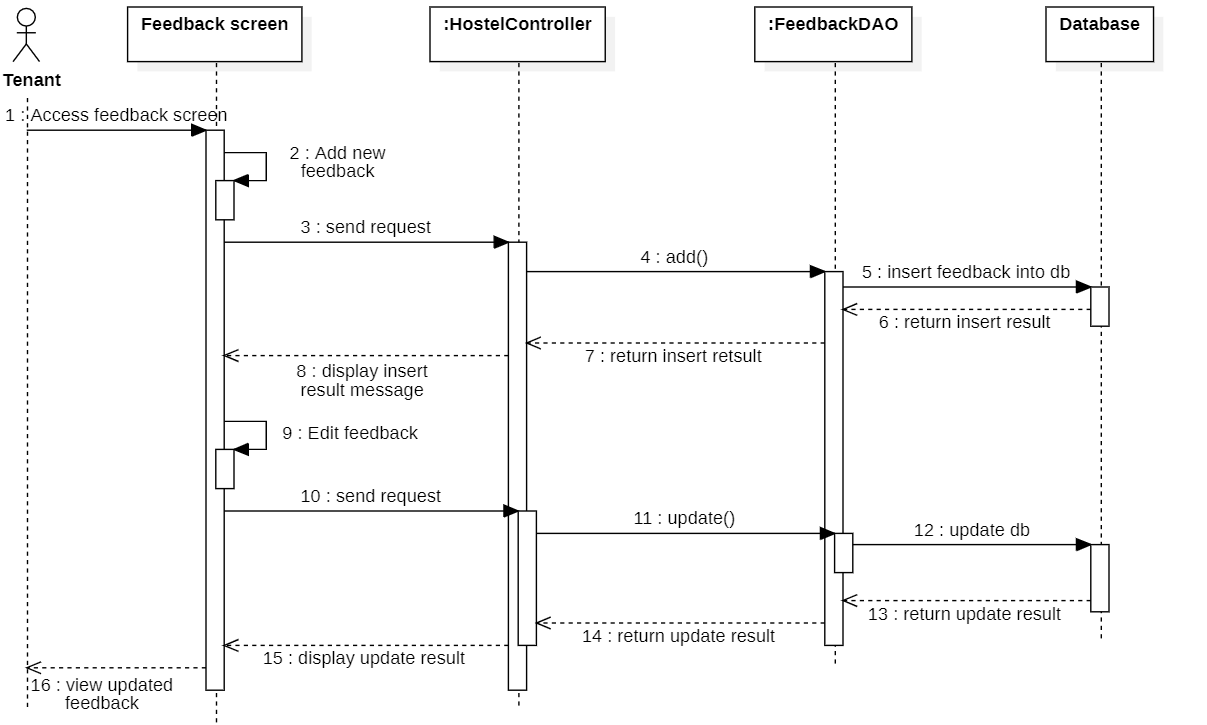 Feedback screen
:HostelController
:FeedbackDAO
Database
Tenant
1 : Access feedback screen
2 : Add new
feedback
3 : send request
4 : add()
5 : insert feedback into db
6 : return insert result
7 : return insert retsult
8 : display insert
result message
9 : Edit feedback
10 : send request
11 : update()
12 : update db
13 : return update result
14 : return update result
15 : display update result
16 : view updated
feedback